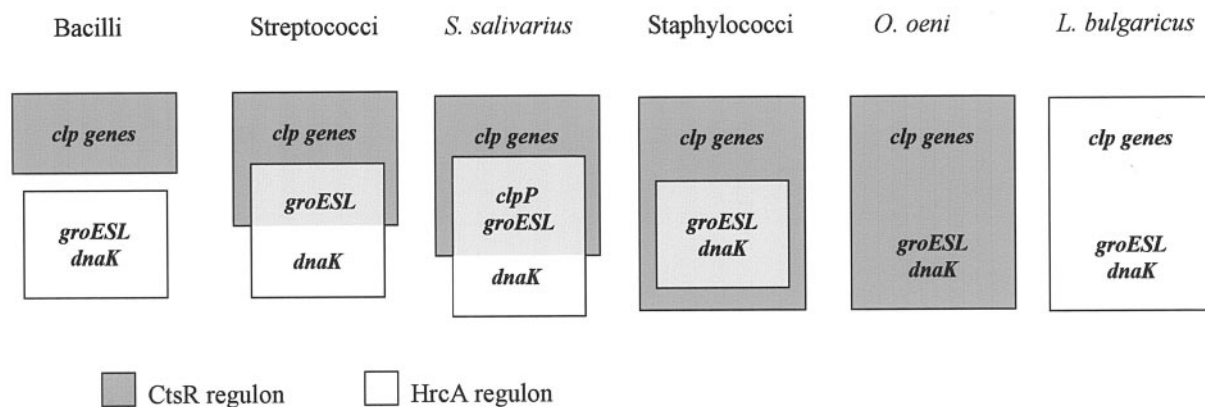 Bacilli
Streptococci
S. salivarius
Staphylococci
O. oeni
L. bulgaricus
clp genes
groESL
dnaK
clp genes
groESL
dnaK
clp genes
clpP
groESL
dnaK
clp genes
groESL
dnaK
clp genes
groESL
dnaK
clp genes
groESL
dnaK
CtsR regulon
HrcA regulon